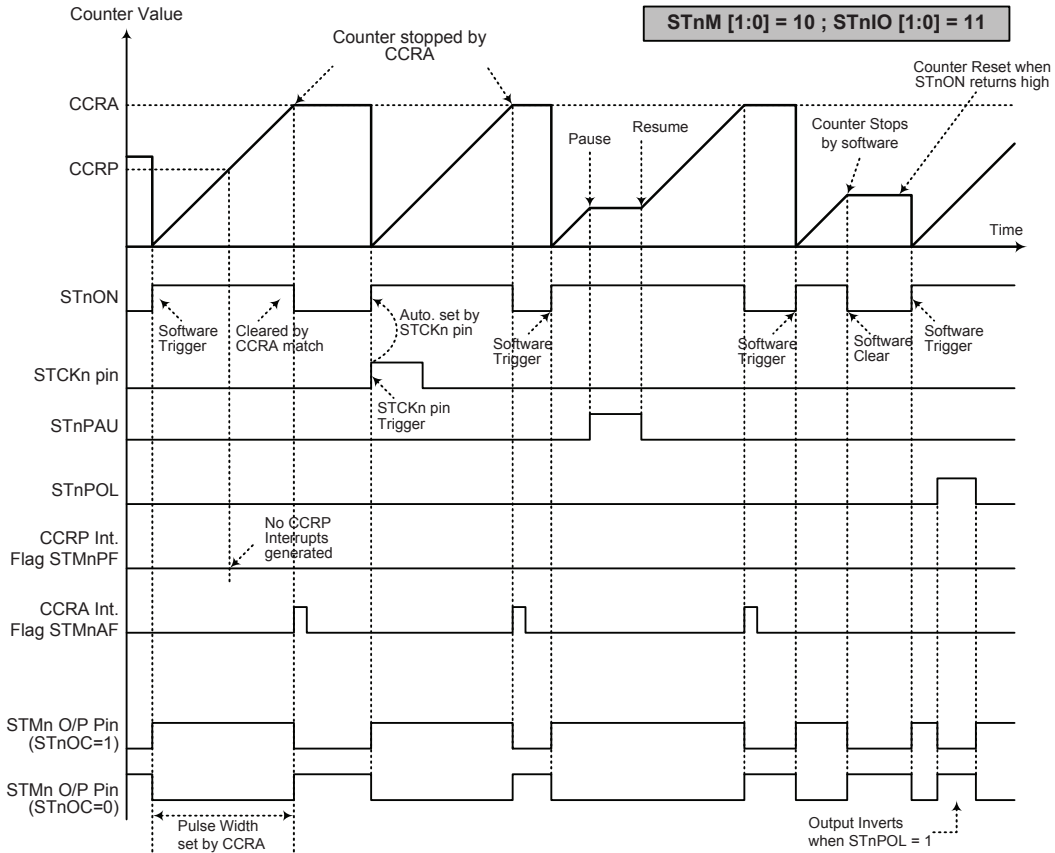 Counter Value
STnM [1:0] = 10 ; STnIO [1:0] = 11
Counter stopped by
CCRA
Counter Reset when
STnON returns high
CCRA
Pause
Resume
Counter Stops
by software
CCRP
Time
STnON
Software
Trigger
Cleared by
CCRA match
Auto. set by
STCKn pin
Software
Trigger
Software
Trigger
Software
Clear
Software
Trigger
STCKn pin
STCKn pin
Trigger
STnPAU
STnPOL
No CCRP
Interrupts
generated
CCRP Int.
Flag STMnPF
CCRA Int.
Flag STMnAF
STMn O/P Pin
(STnOC=1)
STMn O/P Pin
(STnOC=0)
Pulse Width
set by CCRA
Output Inverts
when STnPOL = 1